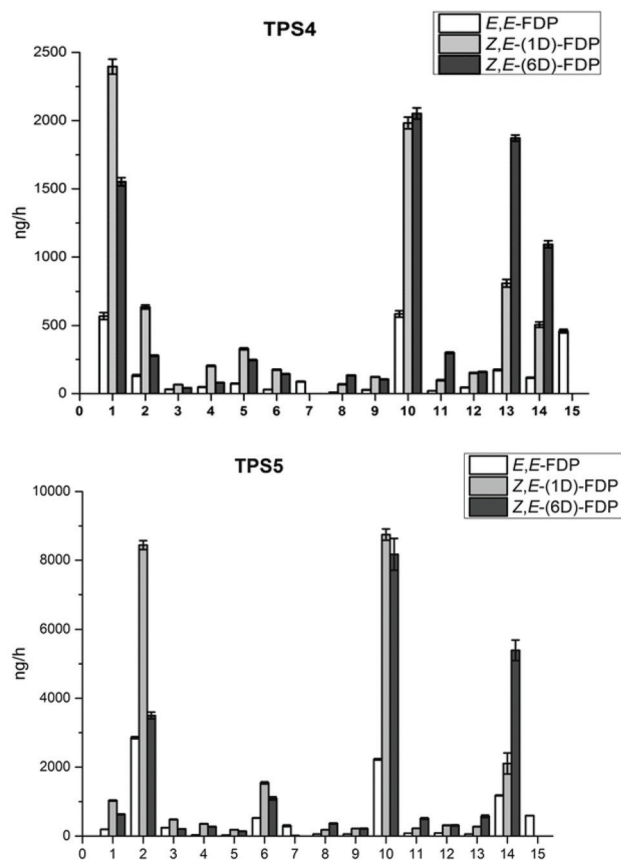 TPS4
E,E-FDP
Z,E-(1D)-FDP
Z,E-(6D)-FDP
2500
2000
1500
1000
500
0
ng/h
0 1 2 3 4 5 6 7 8 9 10 11 12 13 14 15
TPS5
E,E-FDP
Z,E-(1D)-FDP
Z,E-(6D)-FDP
10000
8000
6000
4000
2000
0
ng/h
0 1 2 3 4 5 6 7 8 9 10 11 12 13 14 15